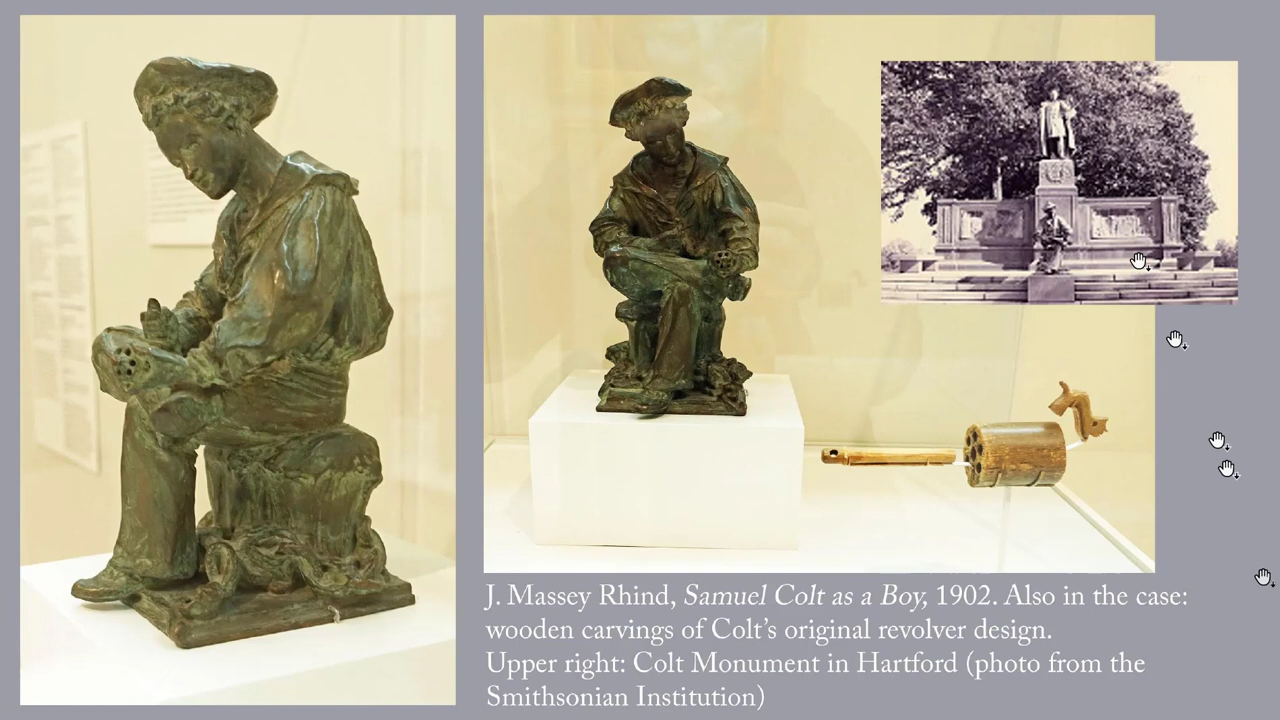 J. Massey Rhind, Samuel Colt as a Boy, 1902. Also in the case:
wooden carvings of Colt’s original revolver design.
Upper right: Colt Monument in Hartford (photo from the
Smithsonian Institution)